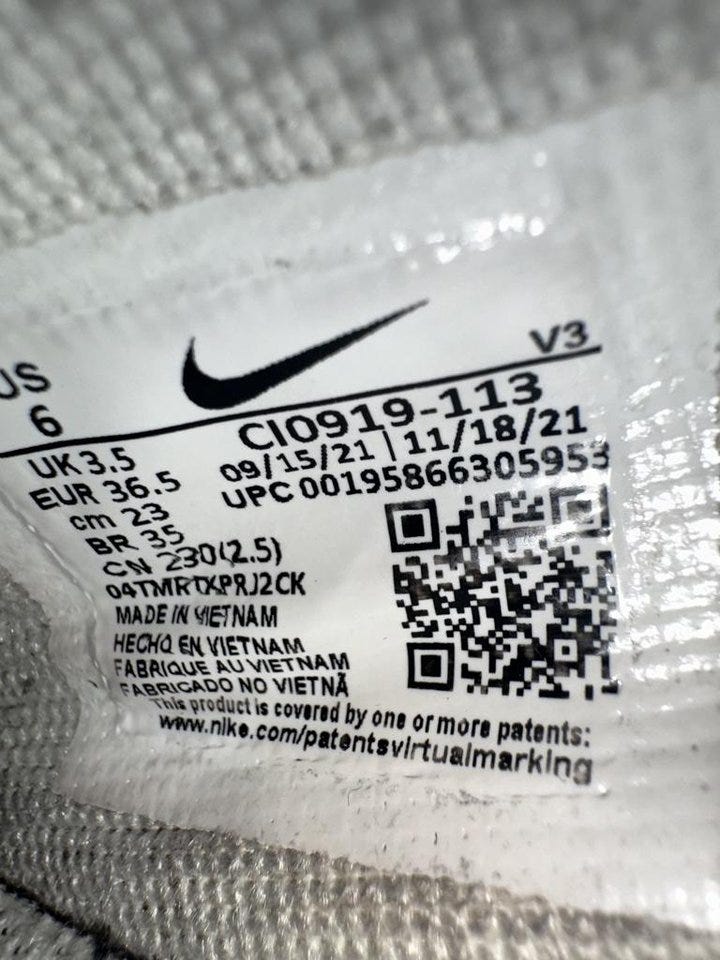 US
6
V3
UK 3.5
EUR 36.5
cm 23
BR 35
CN 230(2.5)
CI0919-113
09/15/21 | 11/18/21
UPC 00195866305953
MADE IN VIETNAM
HECHO EN VIETNAM
FABRIQUE AU VIETNAM
FABRICADO NO VIETNÃ
This product is covered by one or more patents:
www.nike.com/patentsvirtualmarking